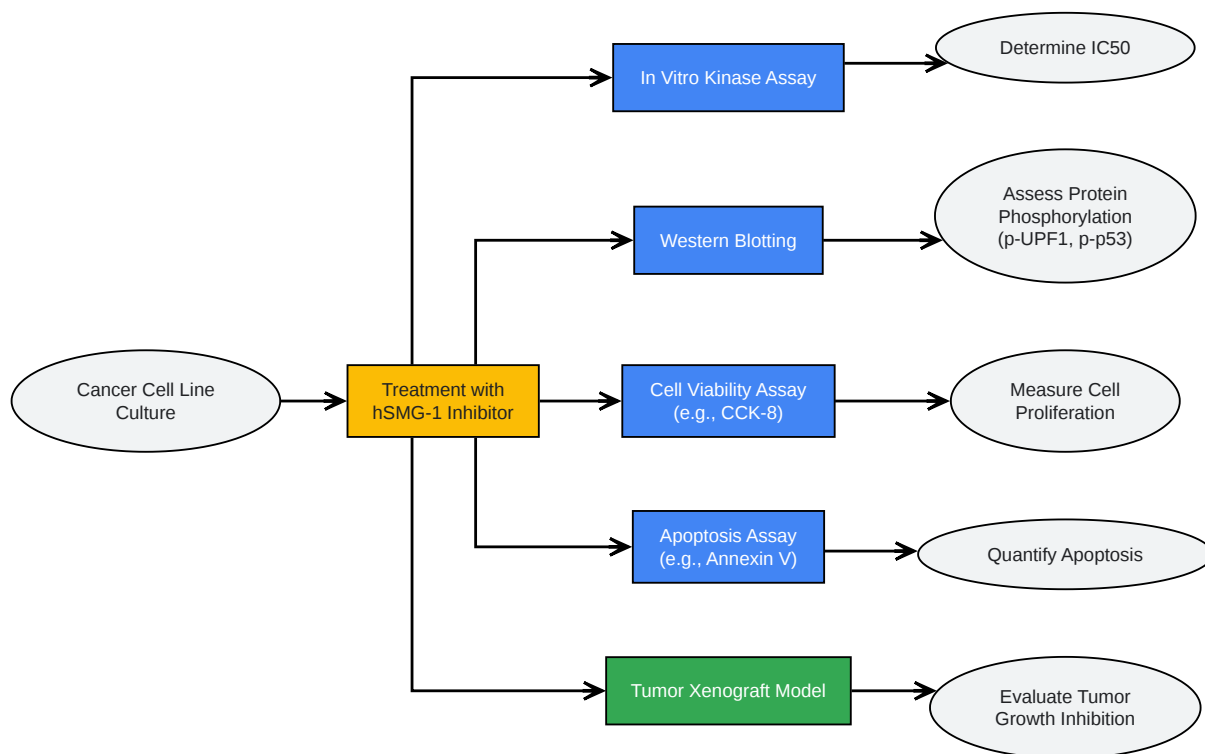 Cancer Cell Line
Culture
Treatment with
hSMG-1 Inhibitor
In Vitro Kinase Assay
Determine IC50
Western Blotting
Assess Protein
Phosphorylation
(p-UPF1, p-p53)
Cell Viability Assay
(e.g., CCK-8)
Measure Cell
Proliferation
Apoptosis Assay
(e.g., Annexin V)
Quantify Apoptosis
Tumor Xenograft Model
Evaluate Tumor
Growth Inhibition